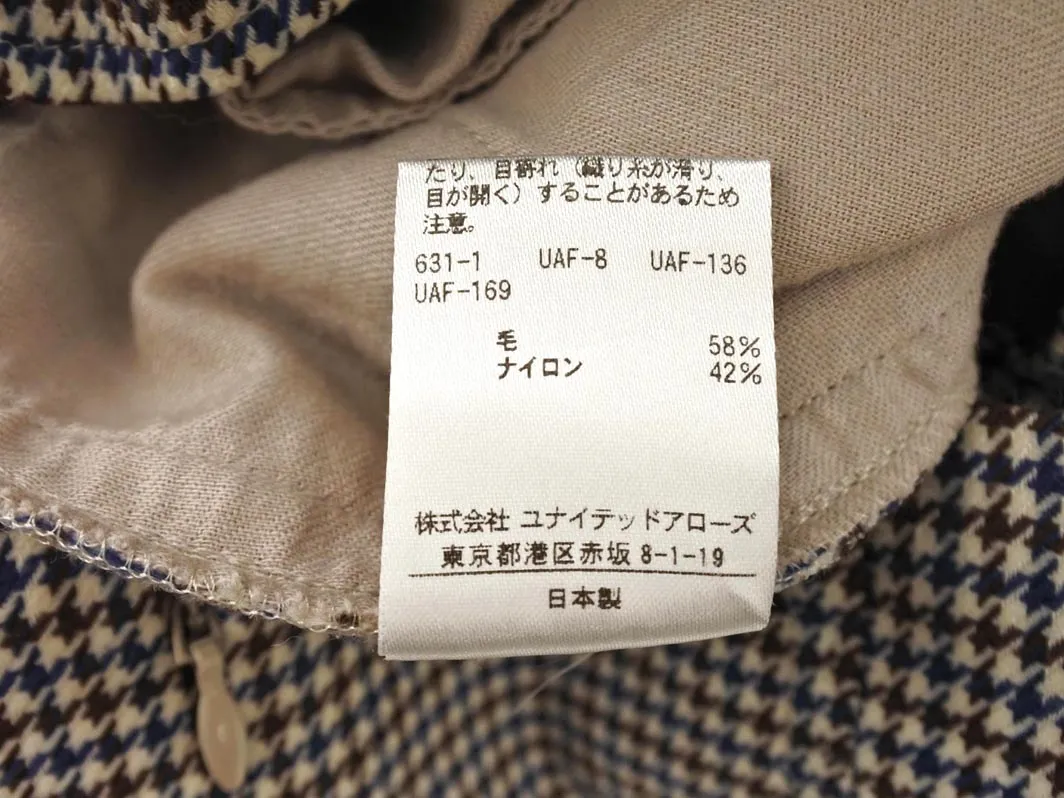 たり、目寄れ（織り糸が滑り、
目が開く）することがあるため
注意。
631-1 UAF-8 UAF-136
UAF-169
毛 58%
ナイロン 42%
株式会社 ユナイテッドアローズ
東京都港区赤坂 8-1-19
日本製